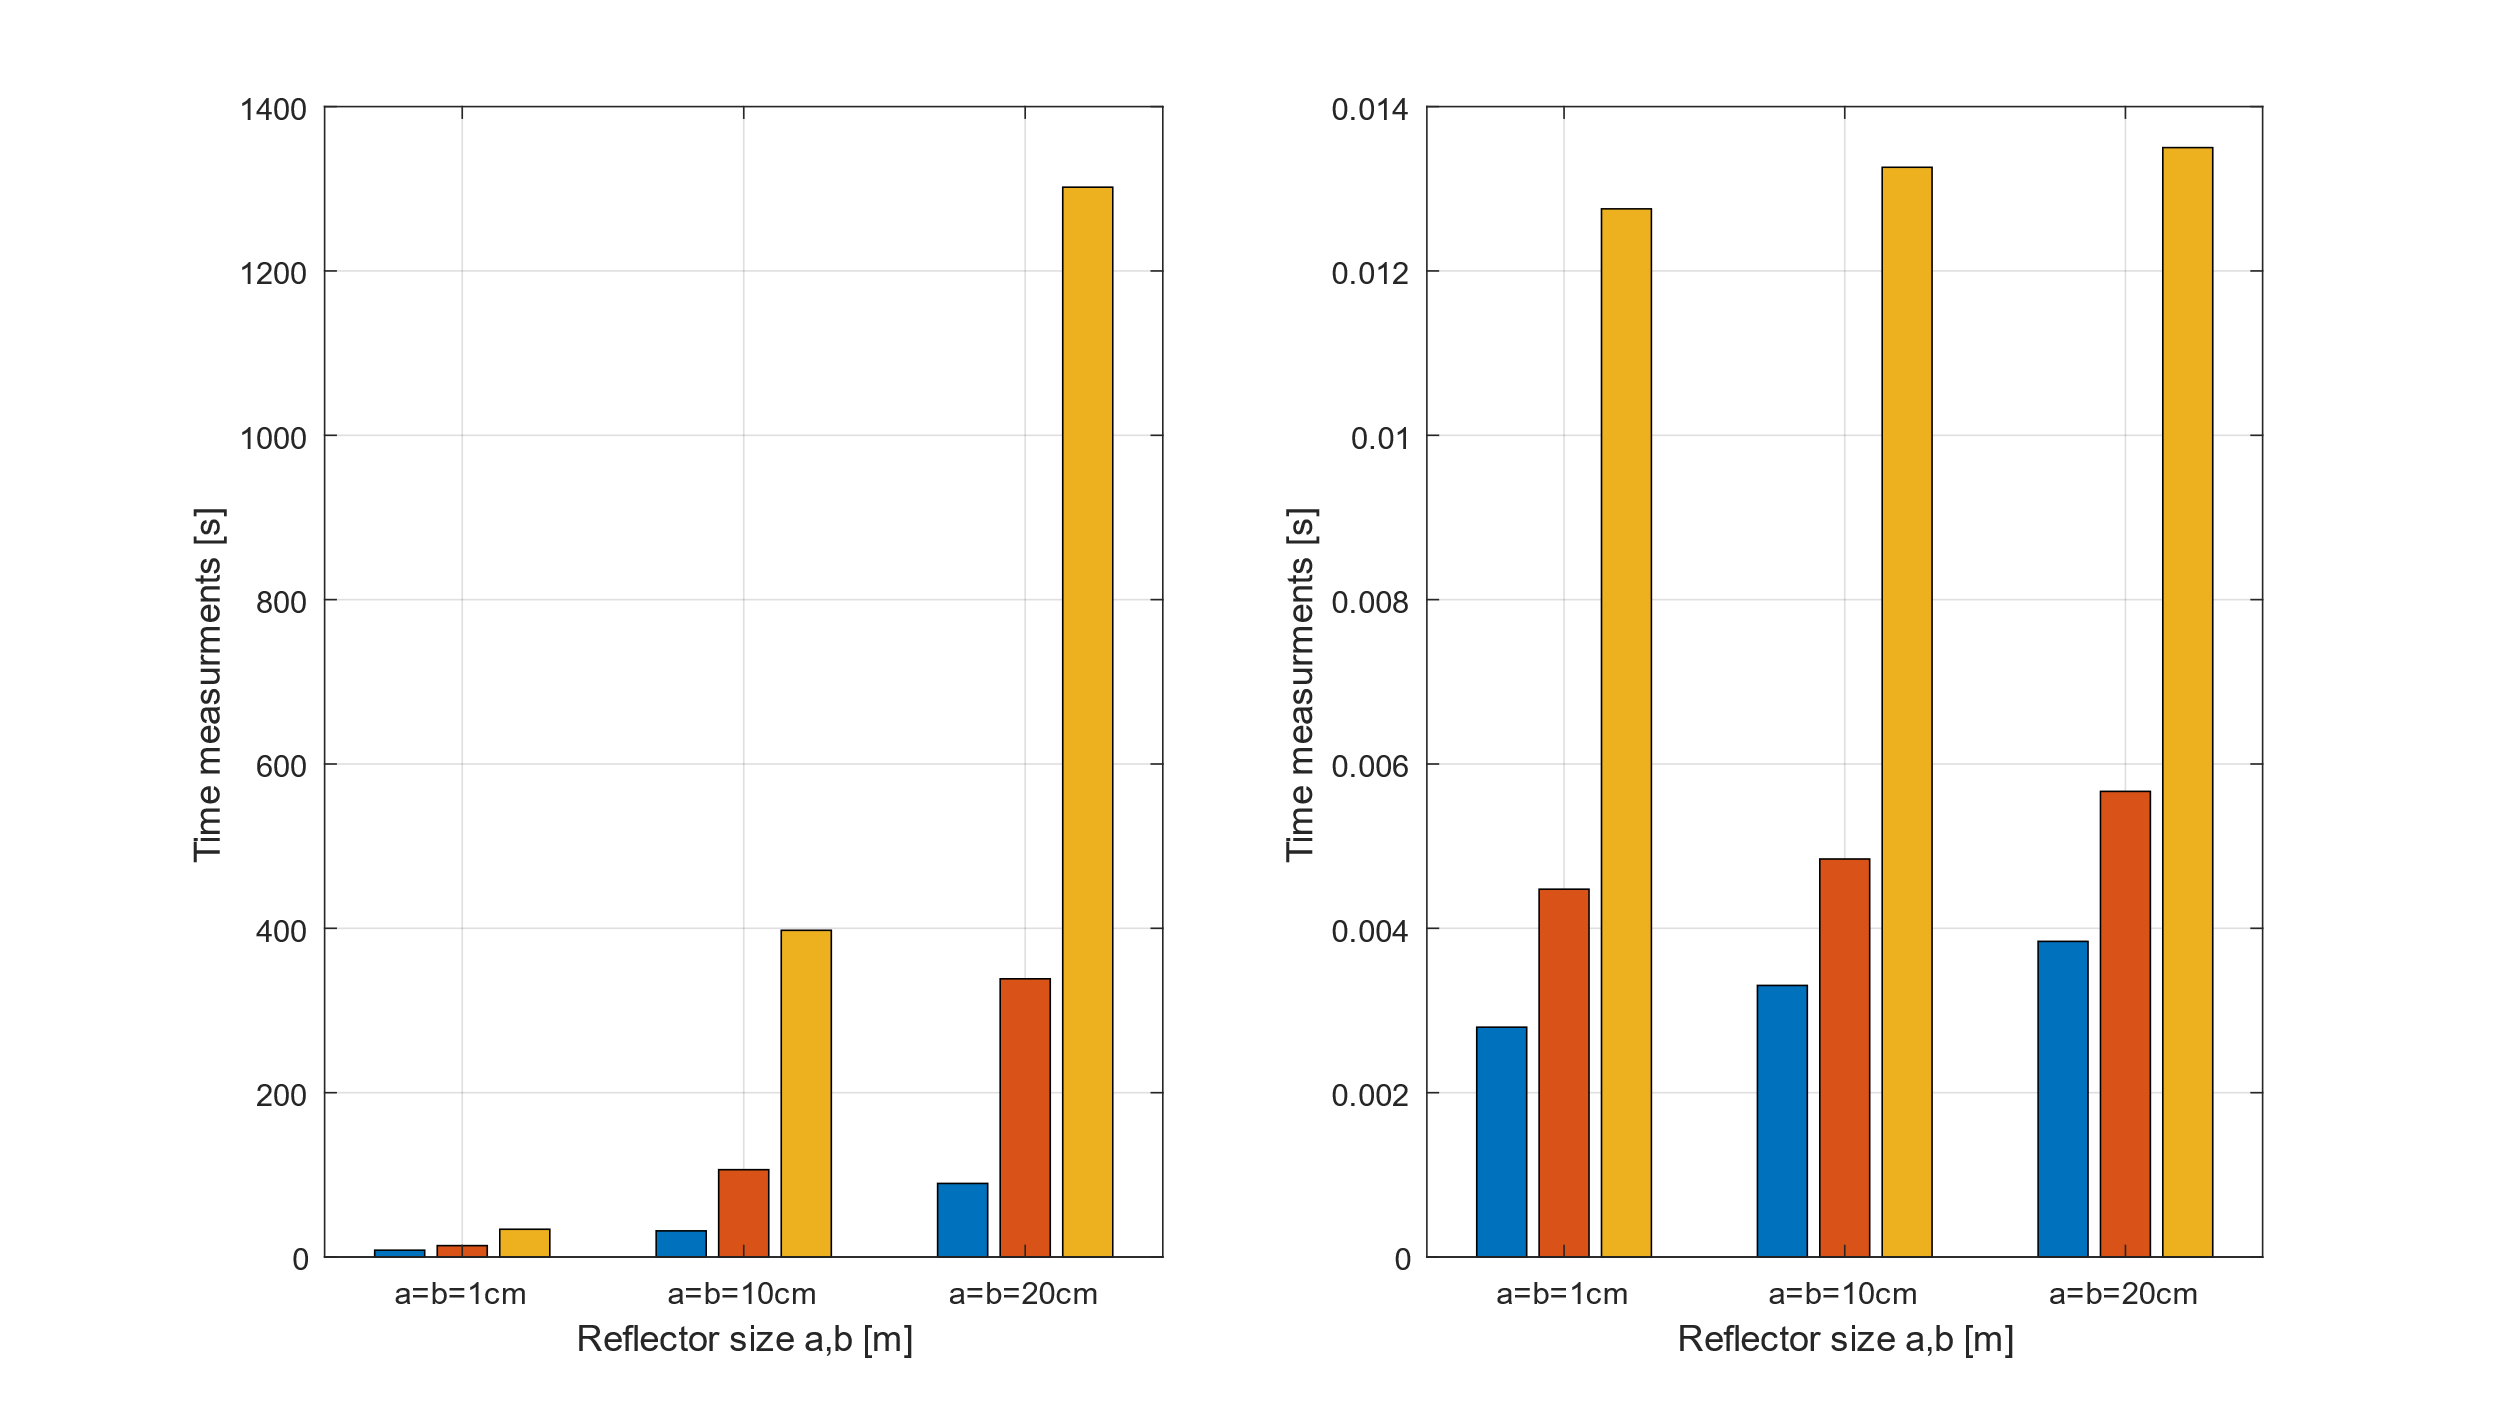 1400
1200
1000
800
600
400
200
0
Time measurments [s]
a=b=1cm a=b=10cm a=b=20cm
Reflector size a,b [m]
0.014
0.012
0.01
0.008
0.006
0.004
0.002
0
Time measurments [s]
a=b=1cm a=b=10cm a=b=20cm
Reflector size a,b [m]